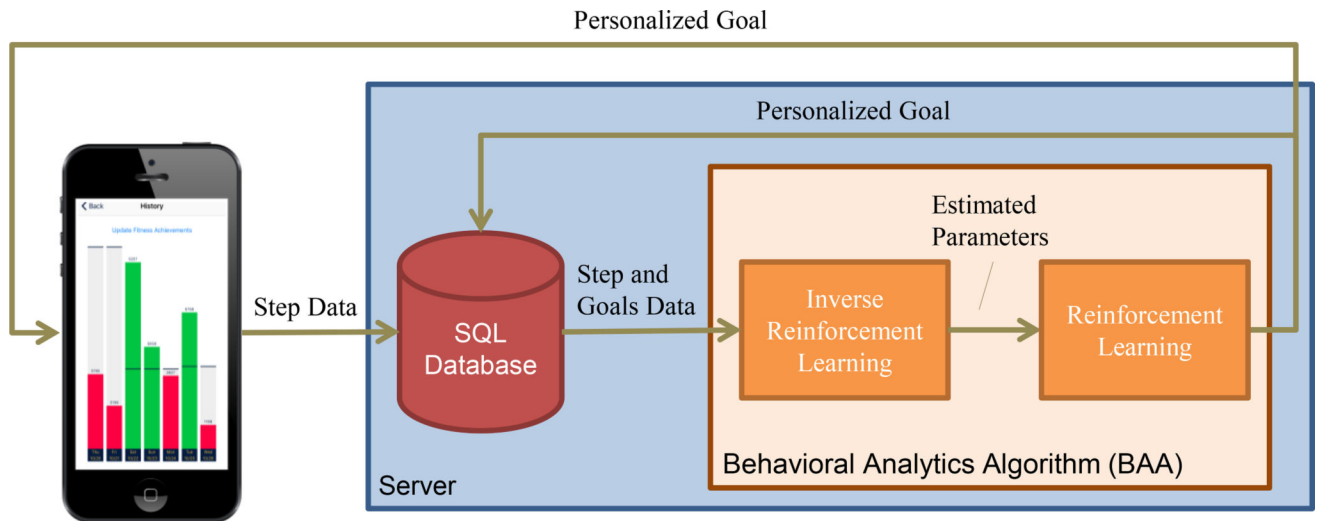 Personalized Goal
Personalized Goal
Back
History
Update Fitness Achievements
Step Data
SQL
Database
Step and
Goals Data
Estimated
Parameters
Inverse
Reinforcement
Learning
Reinforcement
Learning
Behavioral Analytics Algorithm (BAA)
Server